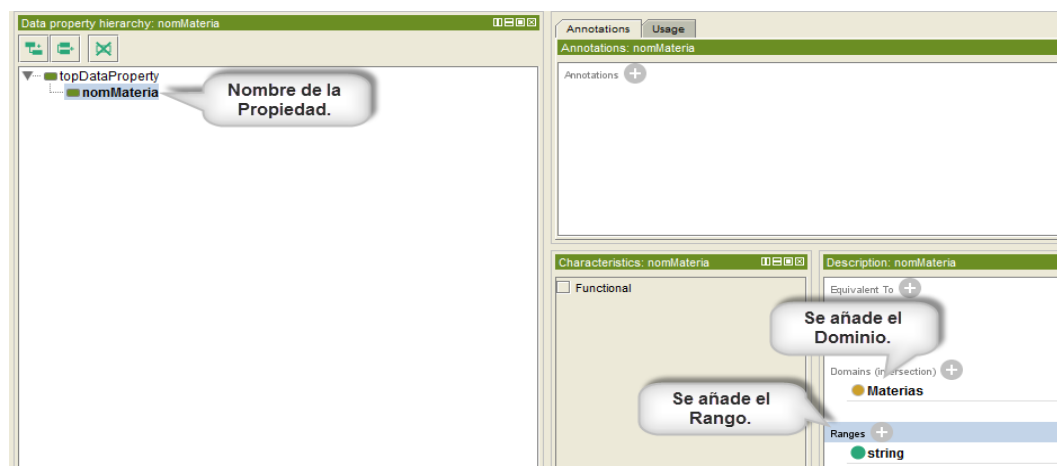 Data property hierarchy: nomMateria
topDataProperty
nomMateria
Nombre de la
Propiedad.
Annotations
Usage
Annotations: nomMateria
Annotations
Characteristics: nomMateria
Functional
Description: nomMateria
Equivalent To
Se añade el
Dominio.
Domains (intersection)
Materias
Se añade el
Rango.
Ranges
string